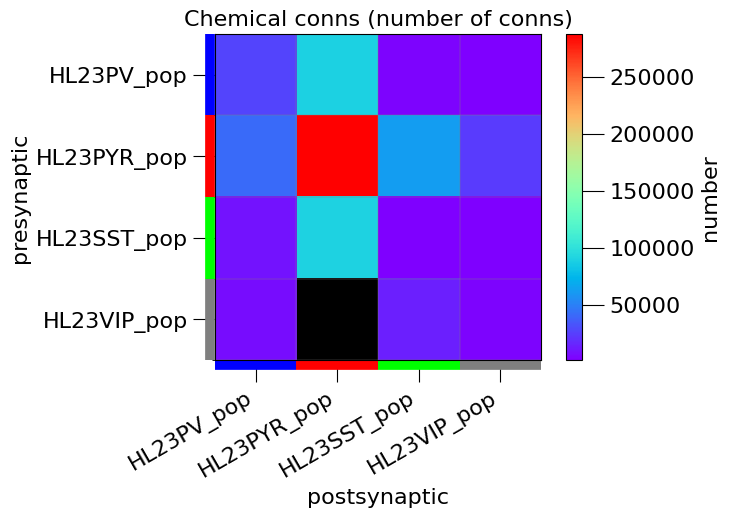 Chemical conns (number of conns)
presynaptic
HL23PV_pop
HL23PYR_pop
HL23SST_pop
HL23VIP_pop
HL23PV_pop
HL23PYR_pop
HL23SST_pop
HL23VIP_pop
postsynaptic
250000
200000
150000
100000
50000
number